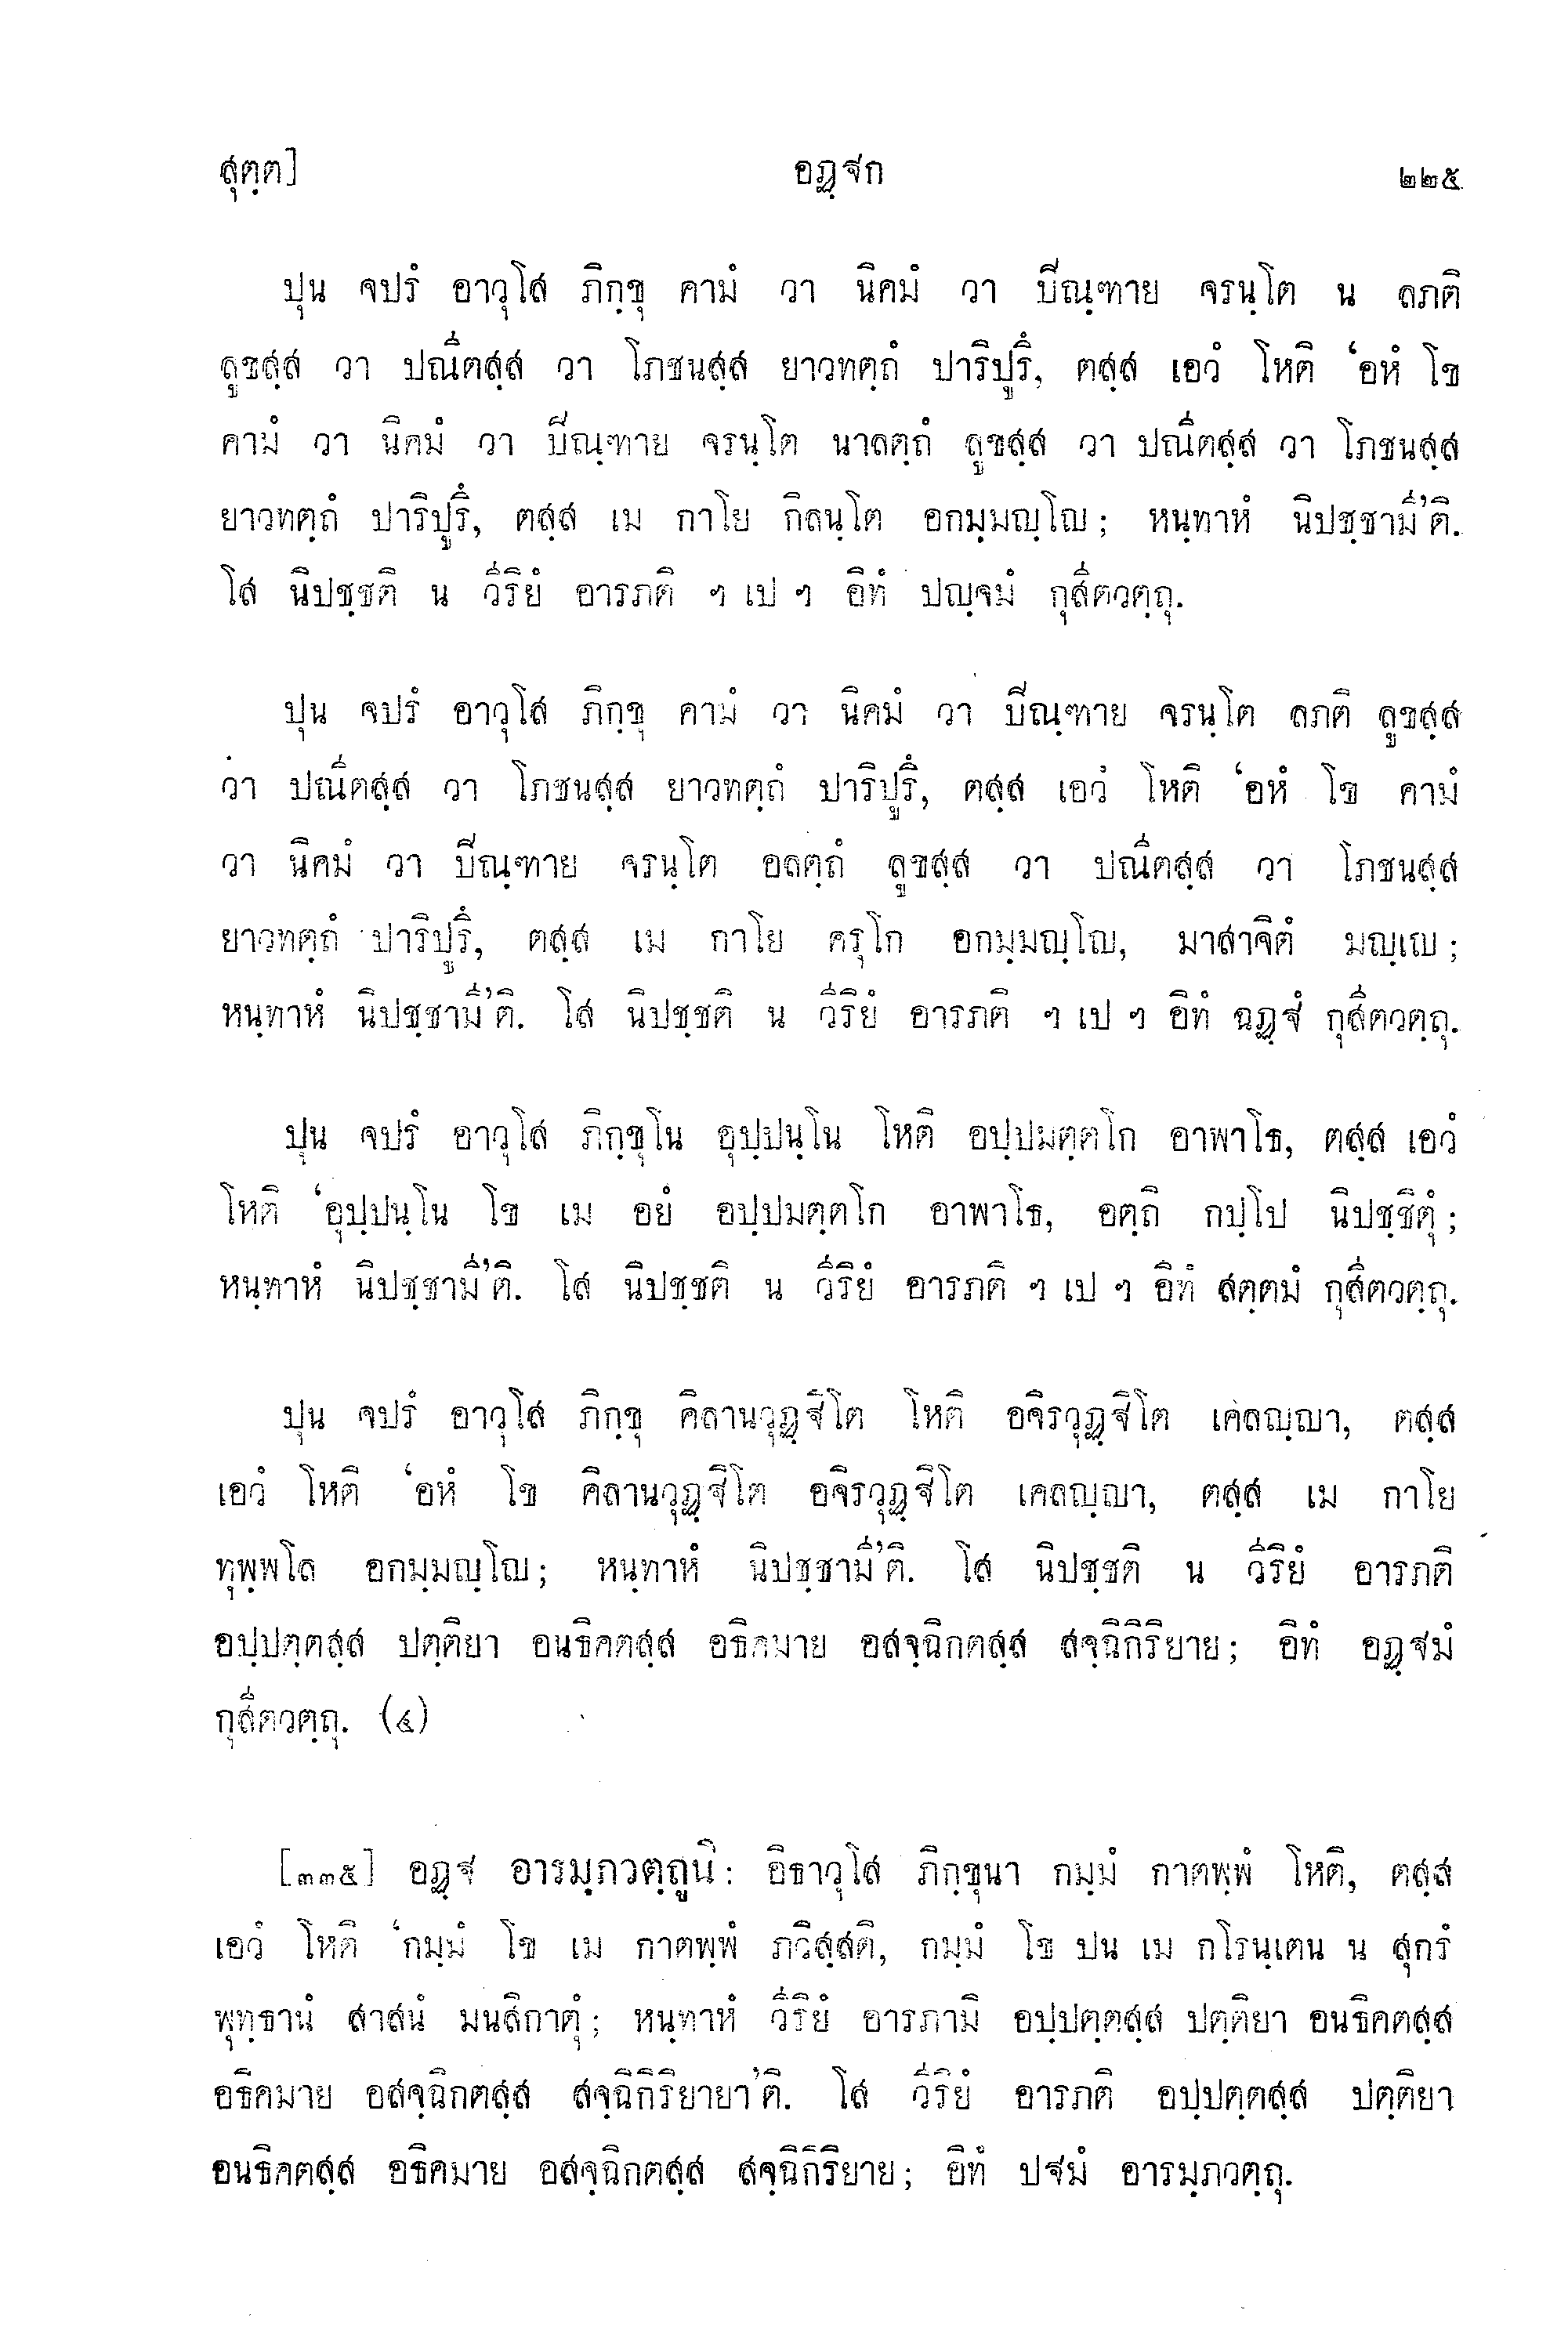 สุตฺต] อฏฺฐก ๒๒๕
ปุน จปรํ อาวุโส ภิกฺขุ คามํ วา นิคมํ วา ปีณฺฑาย จรนฺโต น ลภติ
ลูขสฺส วา ปณีตสฺส วา โภชนสฺส ยาวทตฺถํ ปาริปูรึ, ตสฺส เอวํ โหติ ‘อหํ โข
คามํ วา นิคมํ วา ปีณฺฑาย จรนฺโต นาลตฺถํ ลูขสฺส วา ปณีตสฺส วา โภชนสฺส
ยาวทตฺถํ ปาริปูรึ, ตสฺส เม กาโย กิลนฺโต อกมฺมญฺโญ; หนฺทาหํ นิปชฺชามี’ติ.
โส นิปชฺชติ น วีริยํ อารภติ ฯ เป ฯ อิทํ ปญฺจมํ กุสีตวตฺถุ.
ปุน จปรํ อาวุโส ภิกฺขุ คามํ วา นิคมํ วา ปีณฺฑาย จรนฺโต ลภติ ลูขสฺส
วา ปณีตสฺส วา โภชนสฺส ยาวทตฺถํ ปาริปูรึ, ตสฺส เอวํ โหติ ‘อหํ โข คามํ
วา นิคมํ วา ปีณฺฑาย จรนฺโต อลตฺถํ ลูขสฺส วา ปณีตสฺส วา โภชนสฺส
ยาวทตฺถํ ปาริปูรึ, ตสฺส เม กาโย ครุโก อกมฺมญฺโญ, มาสาจิตํ มญฺเญ;
หนฺทาหํ นิปชฺชามี’ติ. โส นิปชฺชติ น วีริยํ อารภติ ฯ เป ฯ อิทํ ฉฏฺฐํ กุสีตวตฺถุ.
ปุน จปรํ อาวุโส ภิกฺขุโน อุปฺปนฺโน โหติ อปฺปมตฺตโก อาพาโธ, ตสฺส เอวํ
โหติ ‘อุปฺปนฺโน โข เม อยํ อปฺปมตฺตโก อาพาโธ, อตฺถิ กปฺโป นิปชฺชิตุํ;
หนฺทาหํ นิปชฺชามี’ติ. โส นิปชฺชติ น วีริยํ อารภติ ฯ เป ฯ อิทํ สตฺตมํ กุสีตวตฺถุ.
ปุน จปรํ อาวุโส ภิกฺขุ คิลานวุฏฺฐิโต โหติ อจิรวุฏฺฐิโต เคลญฺญา, ตสฺส
เอวํ โหติ ‘อหํ โข คิลานวุฏฺฐิโต อจิรวุฏฺฐิโต เคลญฺญา, ตสฺส เม กาโย
ทุพฺพโล อกมฺมญฺโญ; หนฺทาหํ นิปชฺชามี’ติ. โส นิปชฺชติ น วีริยํ อารภติ
อปฺปตฺตสฺส ปตฺติยา อนธิคตสฺส อธิคมาย อสจฺฉิกตสฺส สจฺฉิกิริยาย; อิทํ อฏฺฐมํ
กุสีตวตฺถุ. (๔)
[๓๓๕] อฏฺฐ อารมฺภวตฺถูนิ: อิธาวุโส ภิกฺขุนา กมฺมํ กาตพฺพํ โหติ, ตสฺส
เอวํ โหติ ‘กมฺมํ โข เม กาตพฺพํ ภวิสฺสติ, กมฺมํ โข ปน เม กโรนฺเตน น สุกรํ
พุทฺธานํ สาสนํ มนสิกาตุํ; หนฺทาหํ วีริยํ อารภามิ อปฺปตฺตสฺส ปตฺติยา อนธิคตสฺส
อธิคมาย อสจฺฉิกตสฺส สจฺฉิกิริยายา’ติ. โส วีริยํ อารภติ อปฺปตฺตสฺส ปตฺติยา
อนธิคตสฺส อธิคมาย อสจฺฉิกตสฺส สจฺฉิกิริยาย; อิทํ ปฐมํ อารมฺภวตฺถุ.